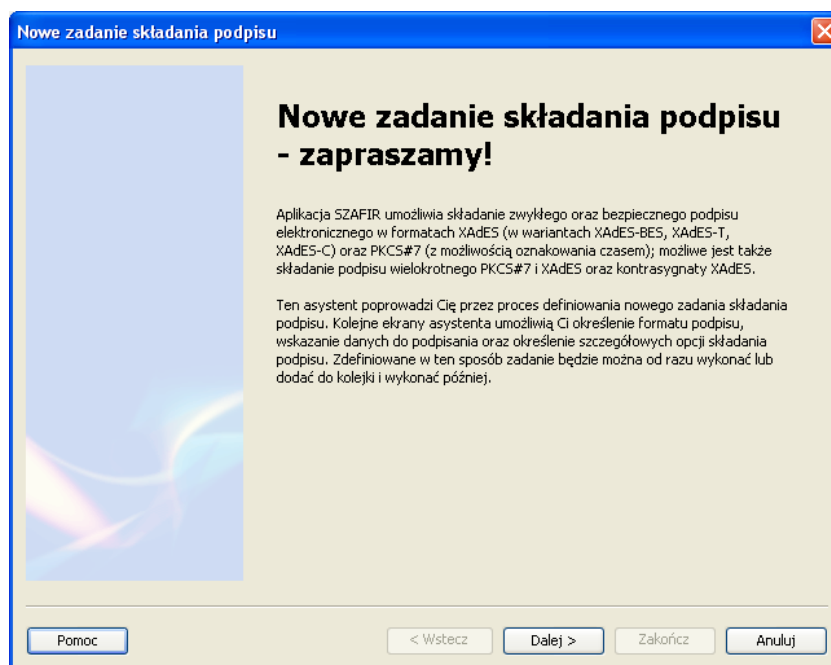 Nowe zadanie składania podpisu
Nowe zadanie składania podpisu
- zapraszamy!
Aplikacja SZAFIR umożliwia składanie zwykłego oraz bezpiecznego podpisu
elektronicznego w formatach XAdES (w wariantach XAdES-BES, XAdES-T,
XAdES-C) oraz PKCS#7 (z możliwością oznakowania czasem); możliwe jest także
składanie podpisu wielokrotnego PKCS#7 i XAdES oraz kontrasygnaty XAdES.
Ten asystent poprowadzi Cię przez proces definiowania nowego zadania składania
podpisu. Kolejne ekrany asystenta umożliwią Ci określenie formatu podpisu,
wskazanie danych do podpisania oraz określenie szczegółowych opcji składania
podpisu. Zdefiniowane w ten sposób zadanie będzie można od razu wykonać lub
dodać do kolejki i wykonać później.
Pomoc < Wstecz Dalej > Zakończ Anuluj